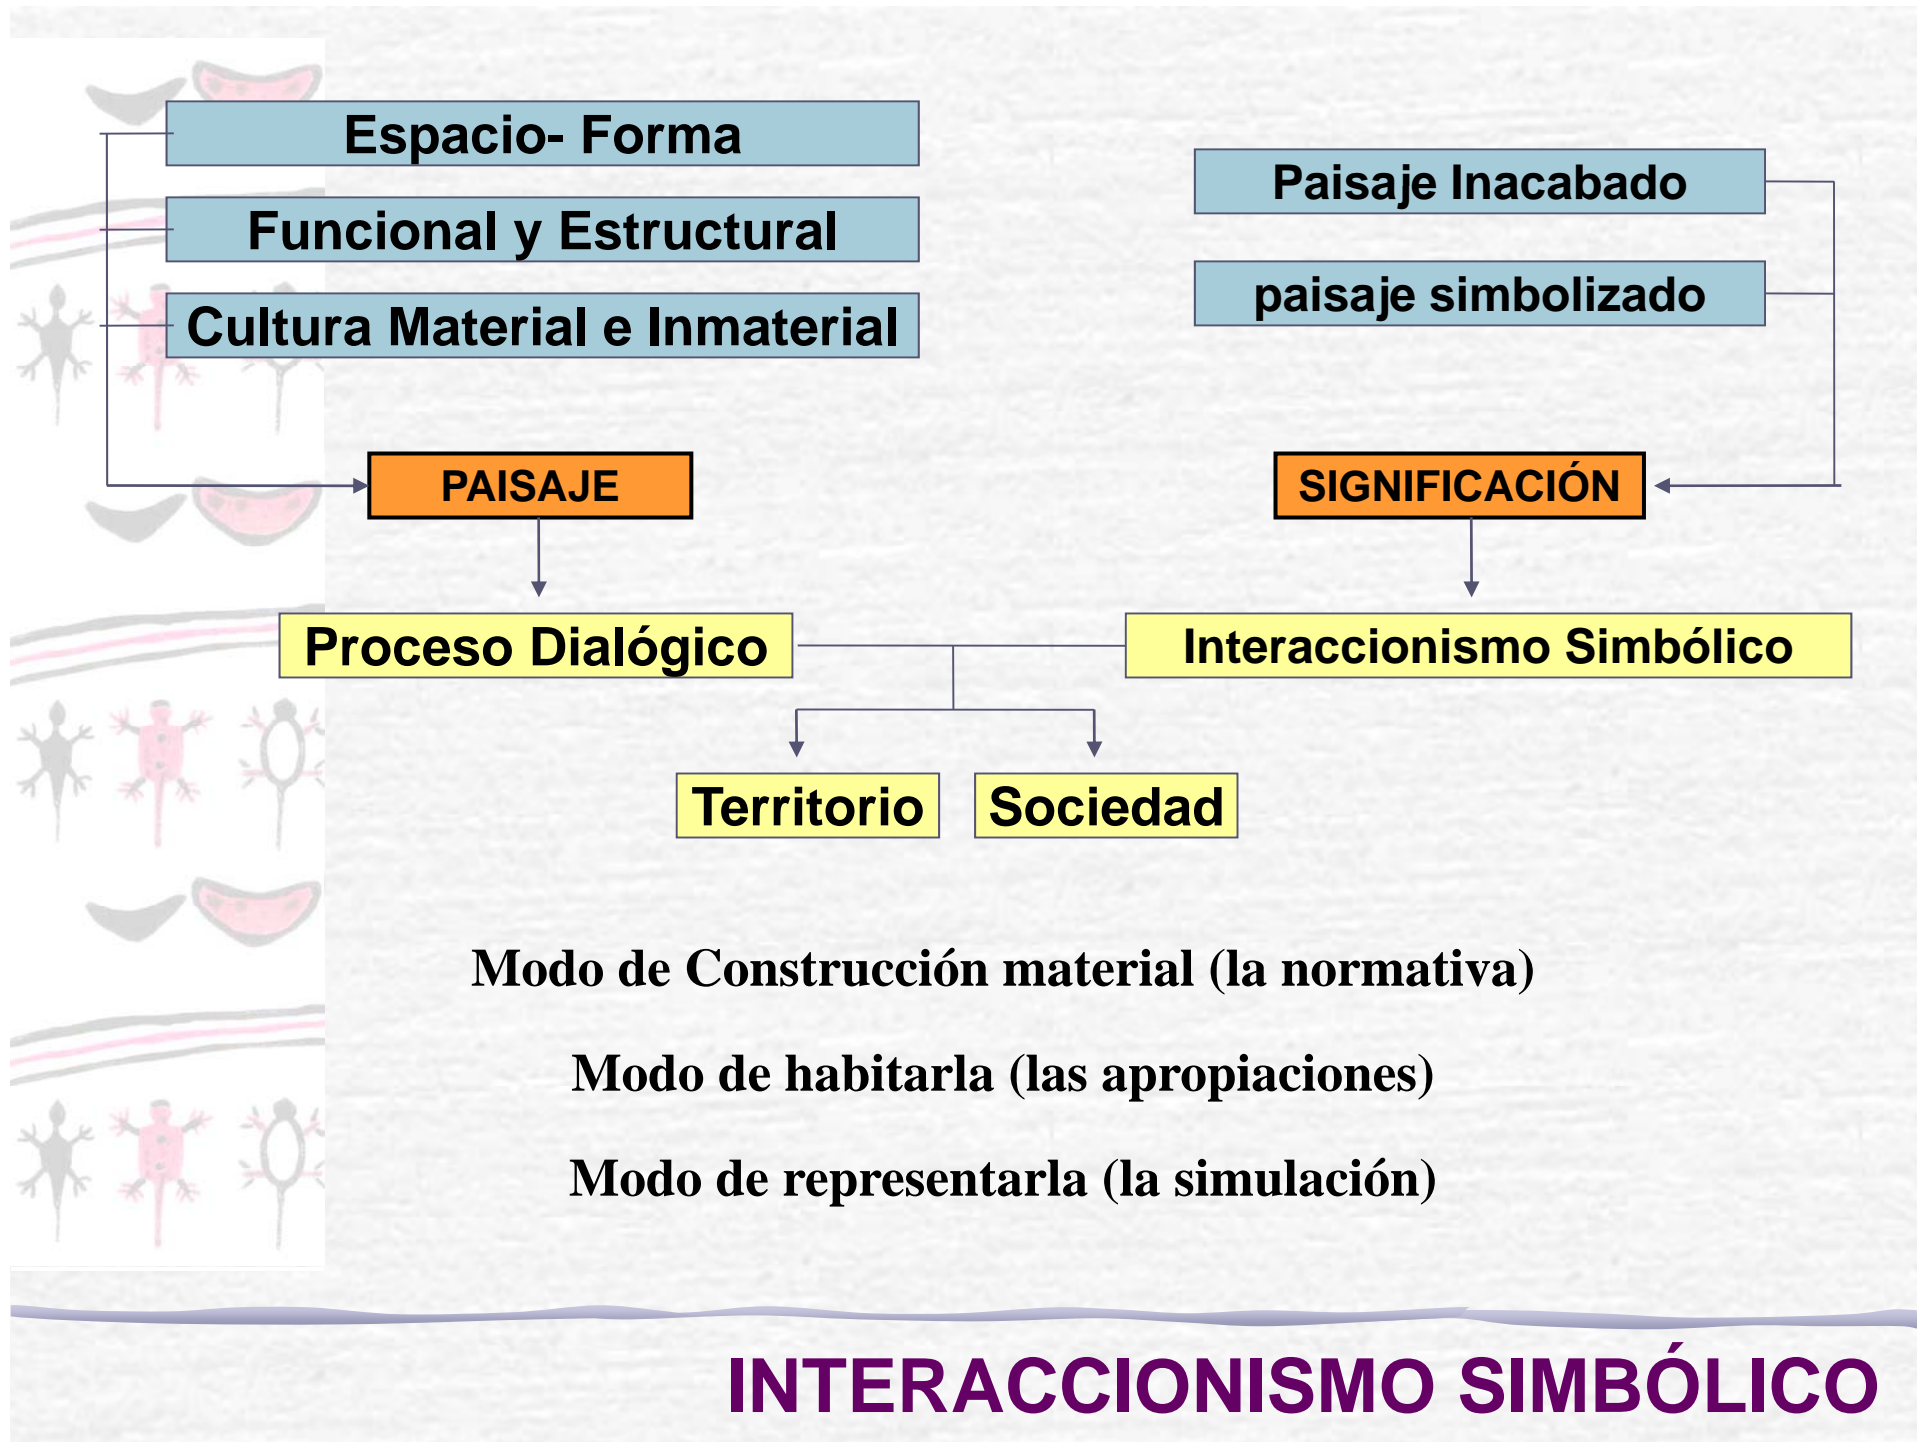 Espacio- Forma
Funcional y Estructural
Cultura Material e Inmaterial
Paisaje Inacabado
paisaje simbolizado
PAISAJE
SIGNIFICACIÓN
Proceso Dialógico
Interaccionismo Simbólico
Territorio
Sociedad
Modo de Construcción material (la normativa)
Modo de habitarla (las apropiaciones)
Modo de representarla (la simulación)
INTERACCIONISMO SIMBÓLICO